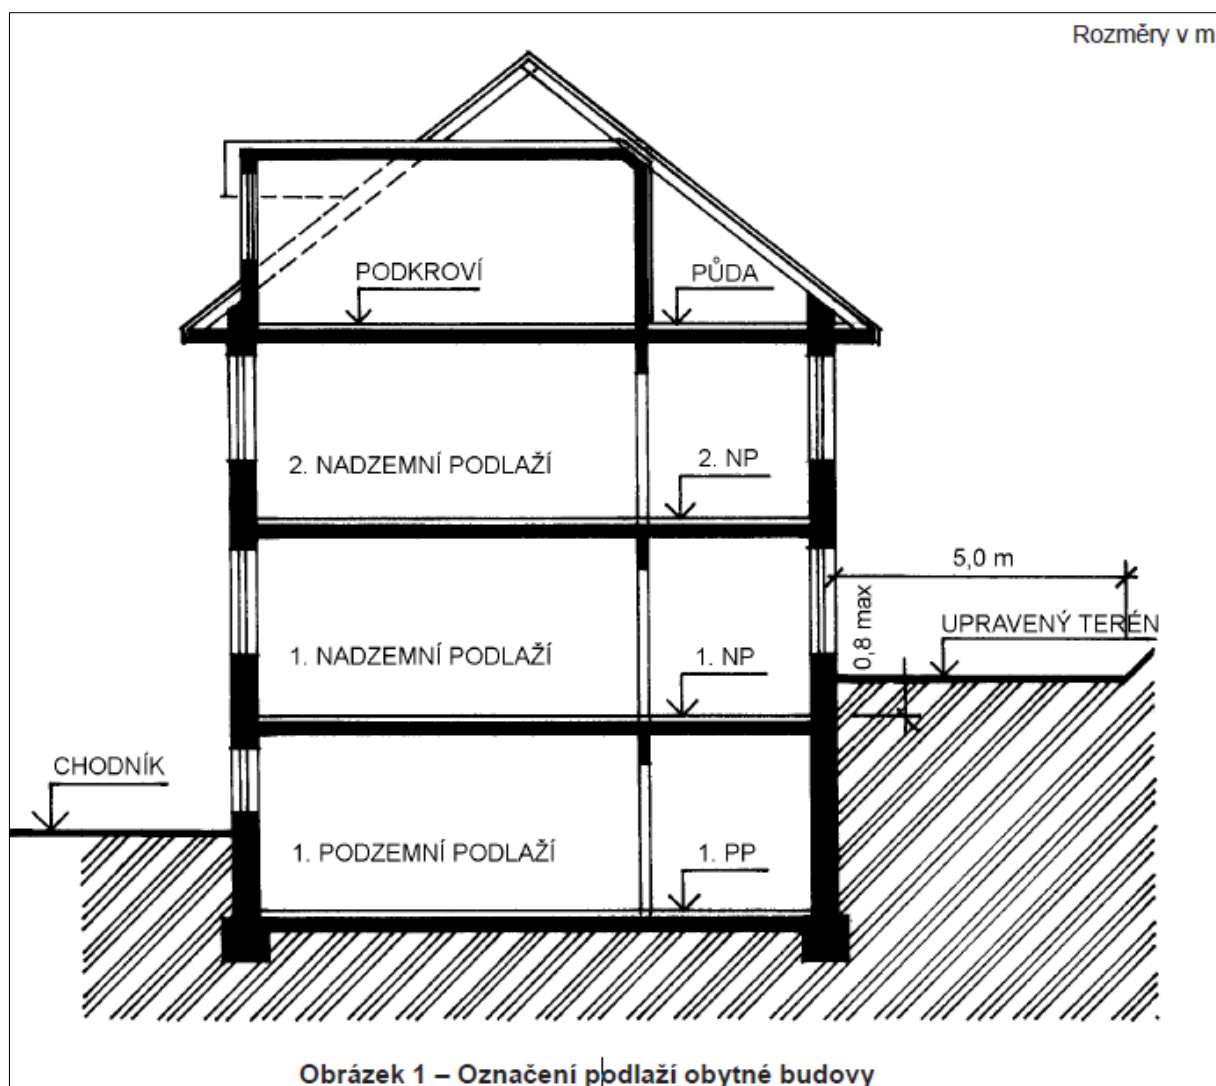 Rozměry v m
PODKROVÍ
PŮDA
2. NADZEMNÍ PODLAŽÍ
2. NP
5,0 m
0,8 max
UPRAVENÝ TERÉN
1. NADZEMNÍ PODLAŽÍ
1. NP
CHODNÍK
1. PODZEMNÍ PODLAŽÍ
1. PP
Obrázek 1 – Označení podlaží obytné budovy